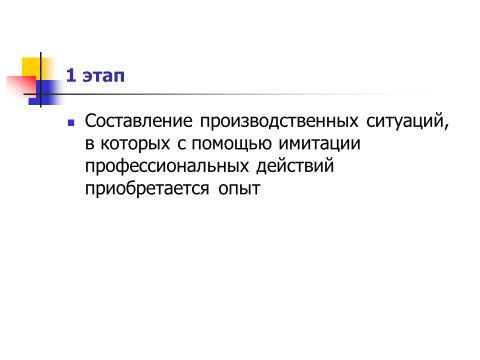 1 этап
Составление производственных ситуаций,
в которых с помощью имитации
профессиональных действий
приобретается опыт